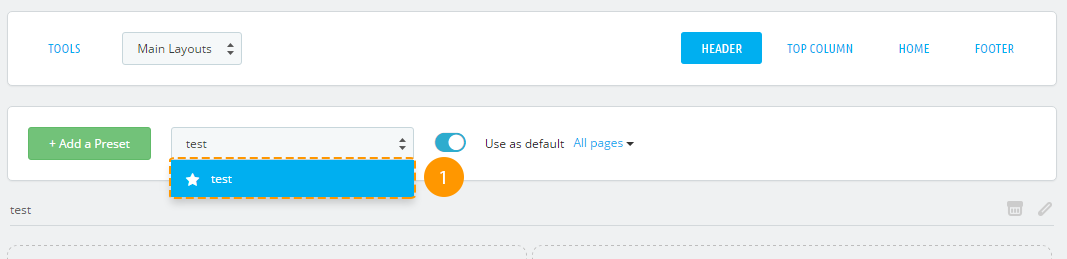 TOOLS Main Layouts HEADER TOP COLUMN HOME FOOTER
+ Add a Preset test Use as default All pages
test 1
test